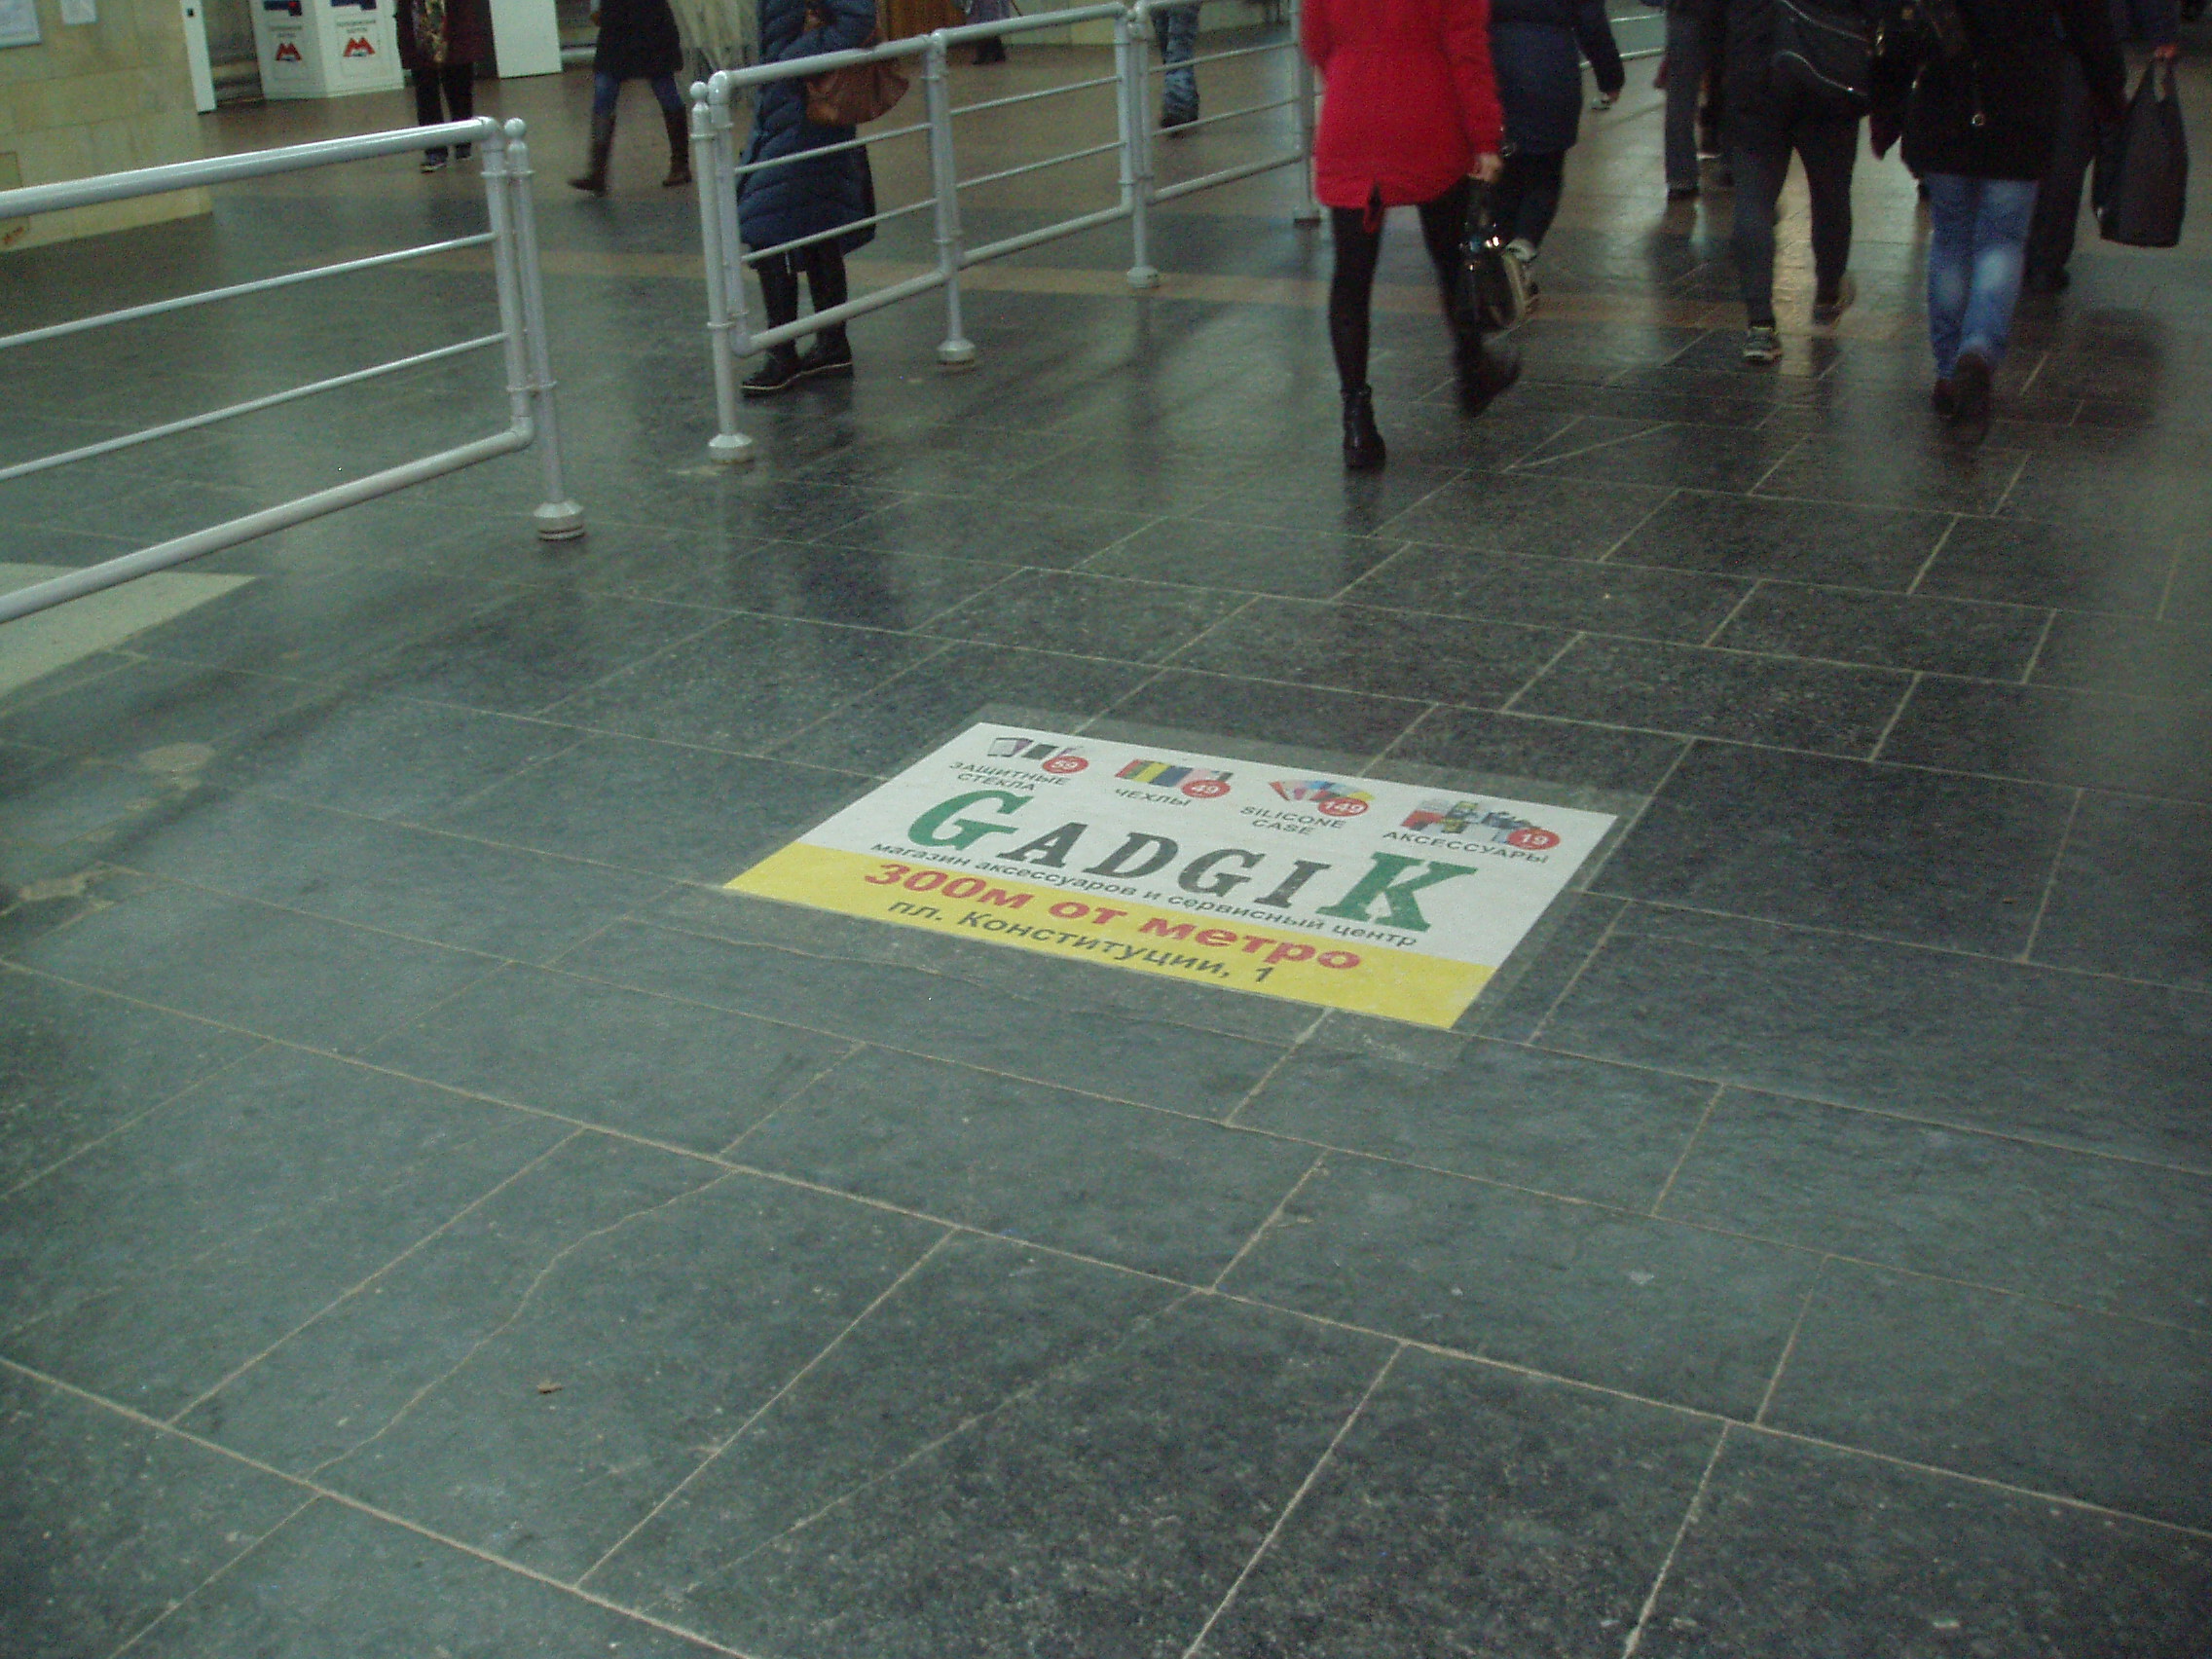 59
ЗАЩИТНЫЕ
СТЁКЛА
49
ЧЕХЛЫ
149
SILICONE
CASE
19
АКСЕССУАРЫ
GADGIK
магазин аксессуаров и сервисный центр
300м от метро
пл. Конституции, 1